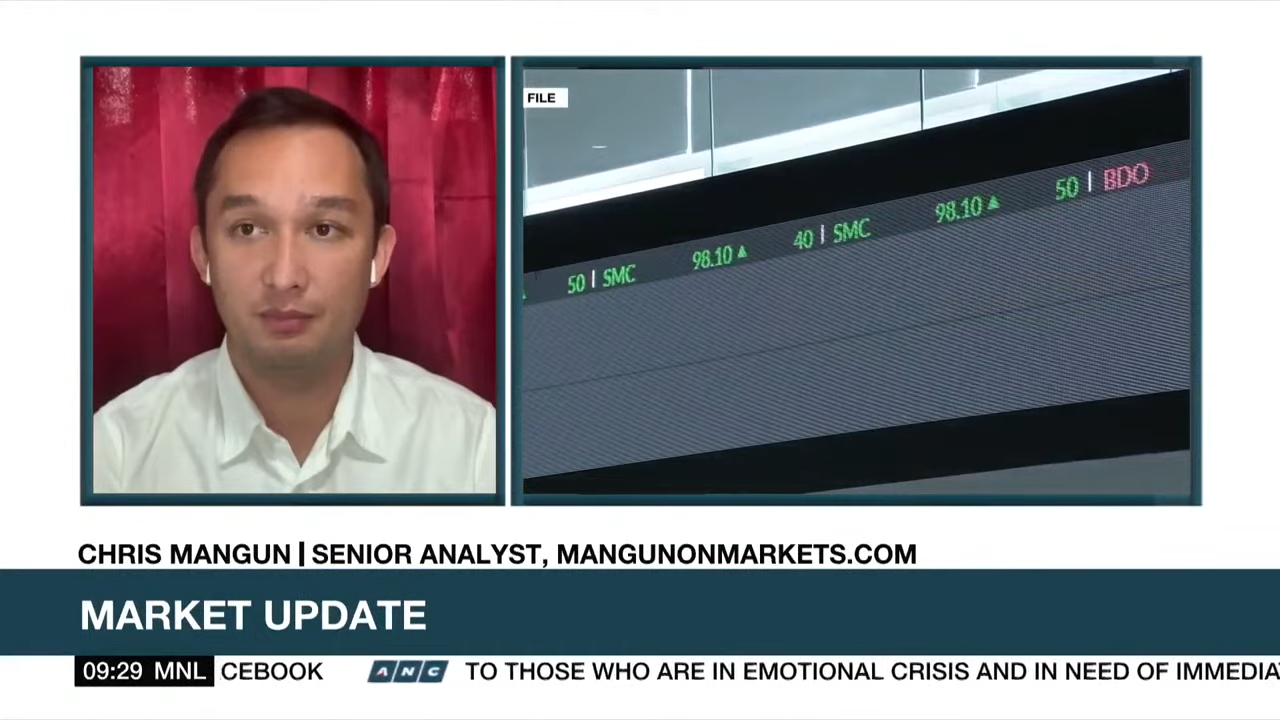 FILE
50 | SMC 98.10 ▲ 40 | SMC 98.10 ▲ 50 | BDO
CHRIS MANGUN | SENIOR ANALYST, MANGUNONMARKETS.COM
MARKET UPDATE
09:29 MNL CEBOOK ANC TO THOSE WHO ARE IN EMOTIONAL CRISIS AND IN NEED OF IMMEDIA